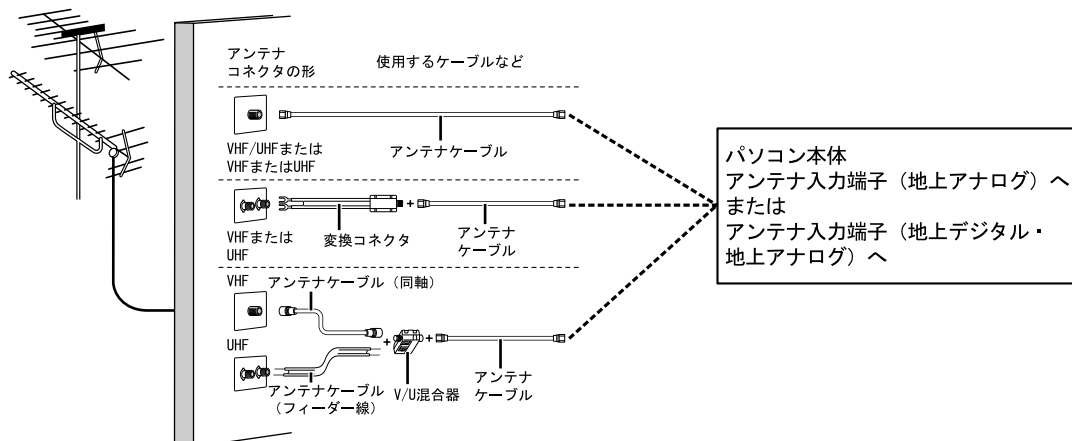 アンテナ
コネクタの形
使用するケーブルなど
VHF/UHFまたは
VHFまたはUHF
アンテナケーブル
VHFまたは
UHF
変換コネクタ
+
アンテナ
ケーブル
VHF
アンテナケーブル（同軸）
UHF
アンテナケーブル
（フィーダー線）
+
V/U混合器
+
アンテナ
ケーブル
パソコン本体
アンテナ入力端子（地上アナログ）へ
または
アンテナ入力端子（地上デジタル・
地上アナログ）へ